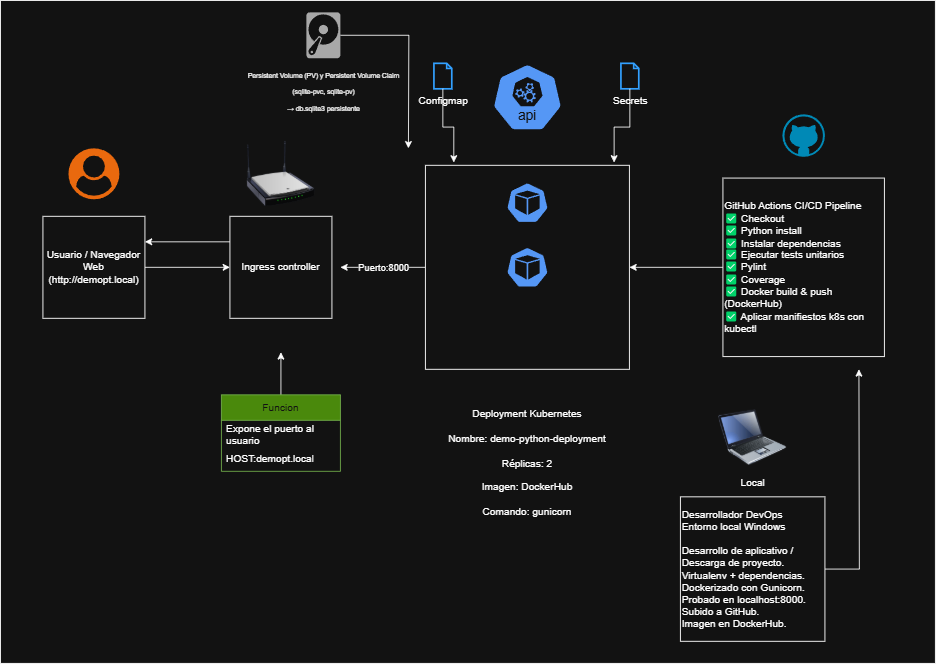 Persistent Volume (PV) y Persistent Volume Claim
(sqlite-pvc, sqlite-pv)
→ db.sqlite3 persistente
Configmap
api
Secrets
Usuario / Navegador
Web
(http://demopt.local)
Ingress controller
Puerto:8000
GitHub Actions CI/CD Pipeline
✅ Checkout
✅ Python install
✅ Instalar dependencias
✅ Ejecutar tests unitarios
✅ Pylint
✅ Coverage
✅ Docker build & push
(DockerHub)
✅ Aplicar manifiestos k8s con
kubectl
Funcion
Expone el puerto al
usuario
HOST:demopt.local
Deployment Kubernetes
Nombre: demo-python-deployment
Réplicas: 2
Imagen: DockerHub
Comando: gunicorn
Local
Desarrollador DevOps
Entorno local Windows
Desarrollo de aplicativo /
Descarga de proyecto.
Virtualenv + dependencias.
Dockerizado con Gunicorn.
Probado en localhost:8000.
Subido a GitHub.
Imagen en DockerHub.